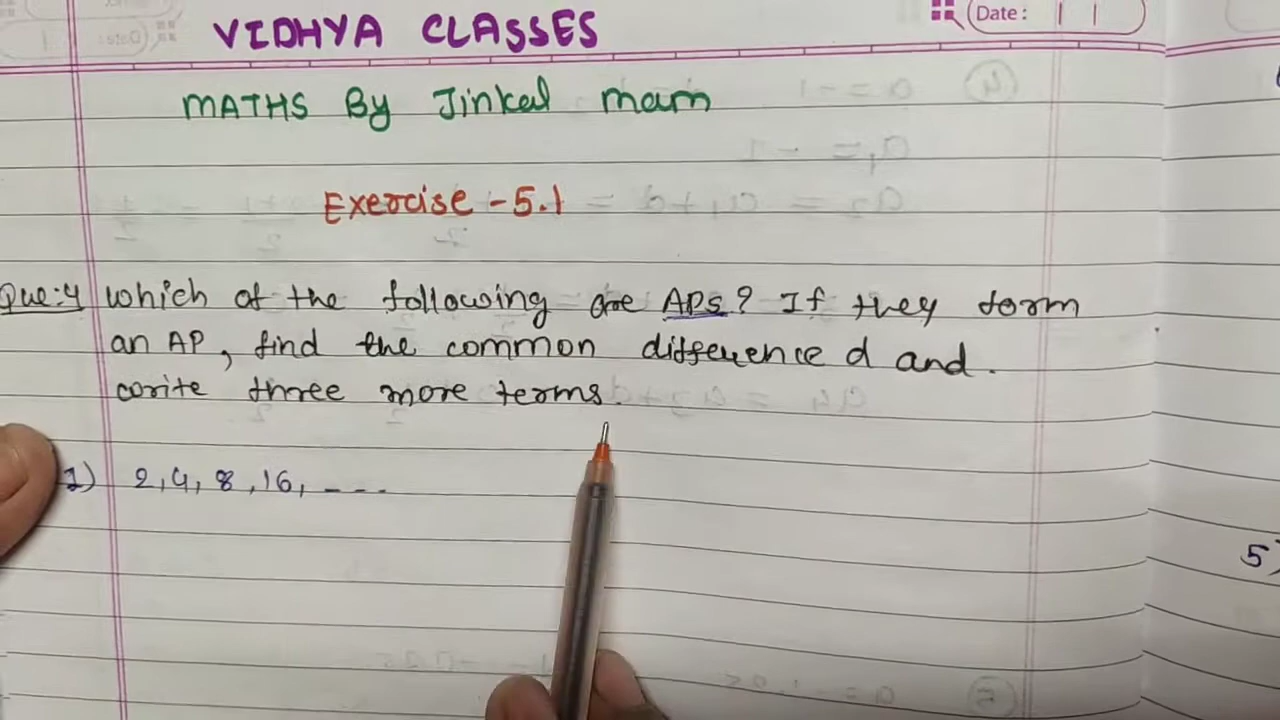 VIDHYA CLASSES
Date:
MATHS By Jinkal mam
Exercise - 5.1
Que:4 which of the following are APs? If they form
an AP, find the common difference d and.
write three more terms.
1) 2, 4, 8, 16, - - - -
5)